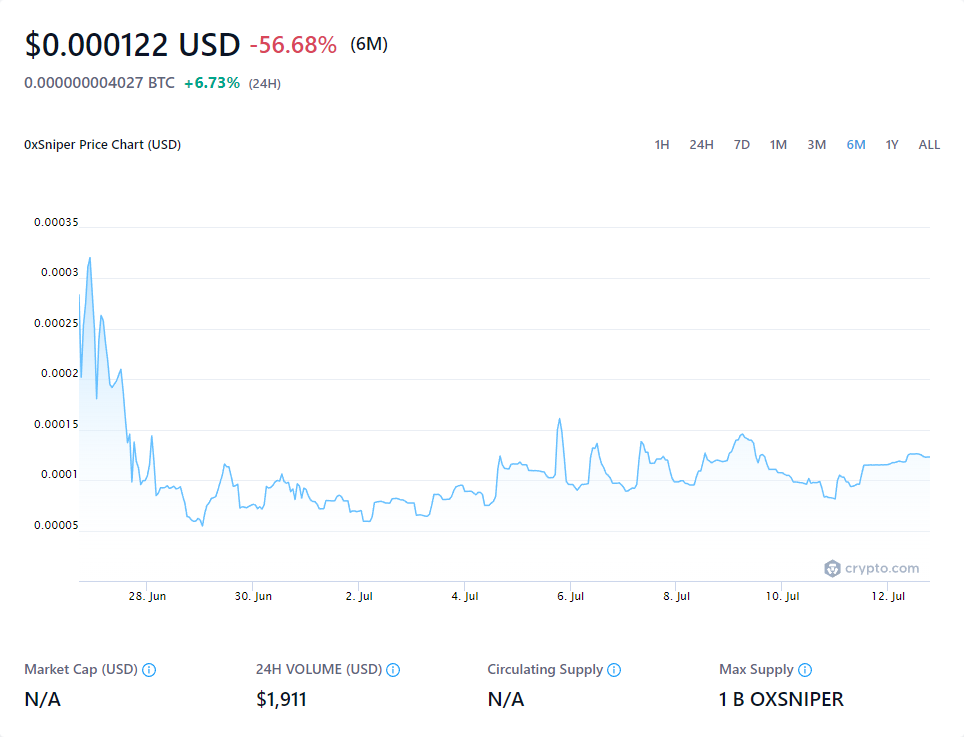 $0.000122 USD -56.68% (6M)
0.000000004027 BTC +6.73% (24H)
0xSniper Price Chart (USD) 1H 24H 7D 1M 3M 6M 1Y ALL
0.00035
0.0003
0.00025
0.0002
0.00015
0.0001
0.00005
crypto.com
28. Jun 30. Jun 2. Jul 4. Jul 6. Jul 8. Jul 10. Jul 12. Jul
Market Cap (USD) 24H VOLUME (USD) Circulating Supply Max Supply
N/A $1,911 N/A 1 B OXSNIPER